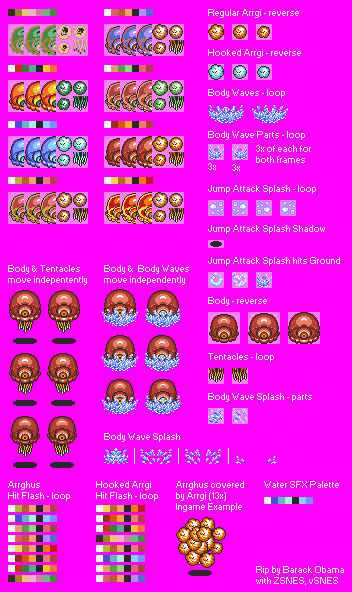 Regular Arrgi - reverse
Hooked Arrgi - reverse
Body Waves - loop
Body Wave Parts - loop
3x of each for
both frames
3x
3x
Jump Attack Splash - loop
Jump Attack Splash Shadow
Jump Attack Splash hits Ground
Body & Tentacles
move independently
Body & Body Waves
move independently
Body - reverse
Tentacles - loop
Body Wave Splash - parts
Body Wave Splash
Arrghus
Hit Flash - loop
Hooked Arrgi
Hit Flash - loop
Arrghus covered
by Arrgi (13x)
Ingame Example
Water SFX Palette
Rip by Barack Obama
with ZSNES, vSNES